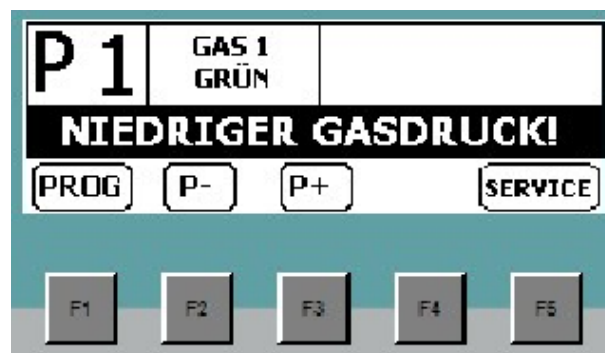 P 1
GAS 1
GRÜN
NIEDRIGER GASDRUCK!
PROG P- P+ SERVICE
F1 F2 F3 F4 F5